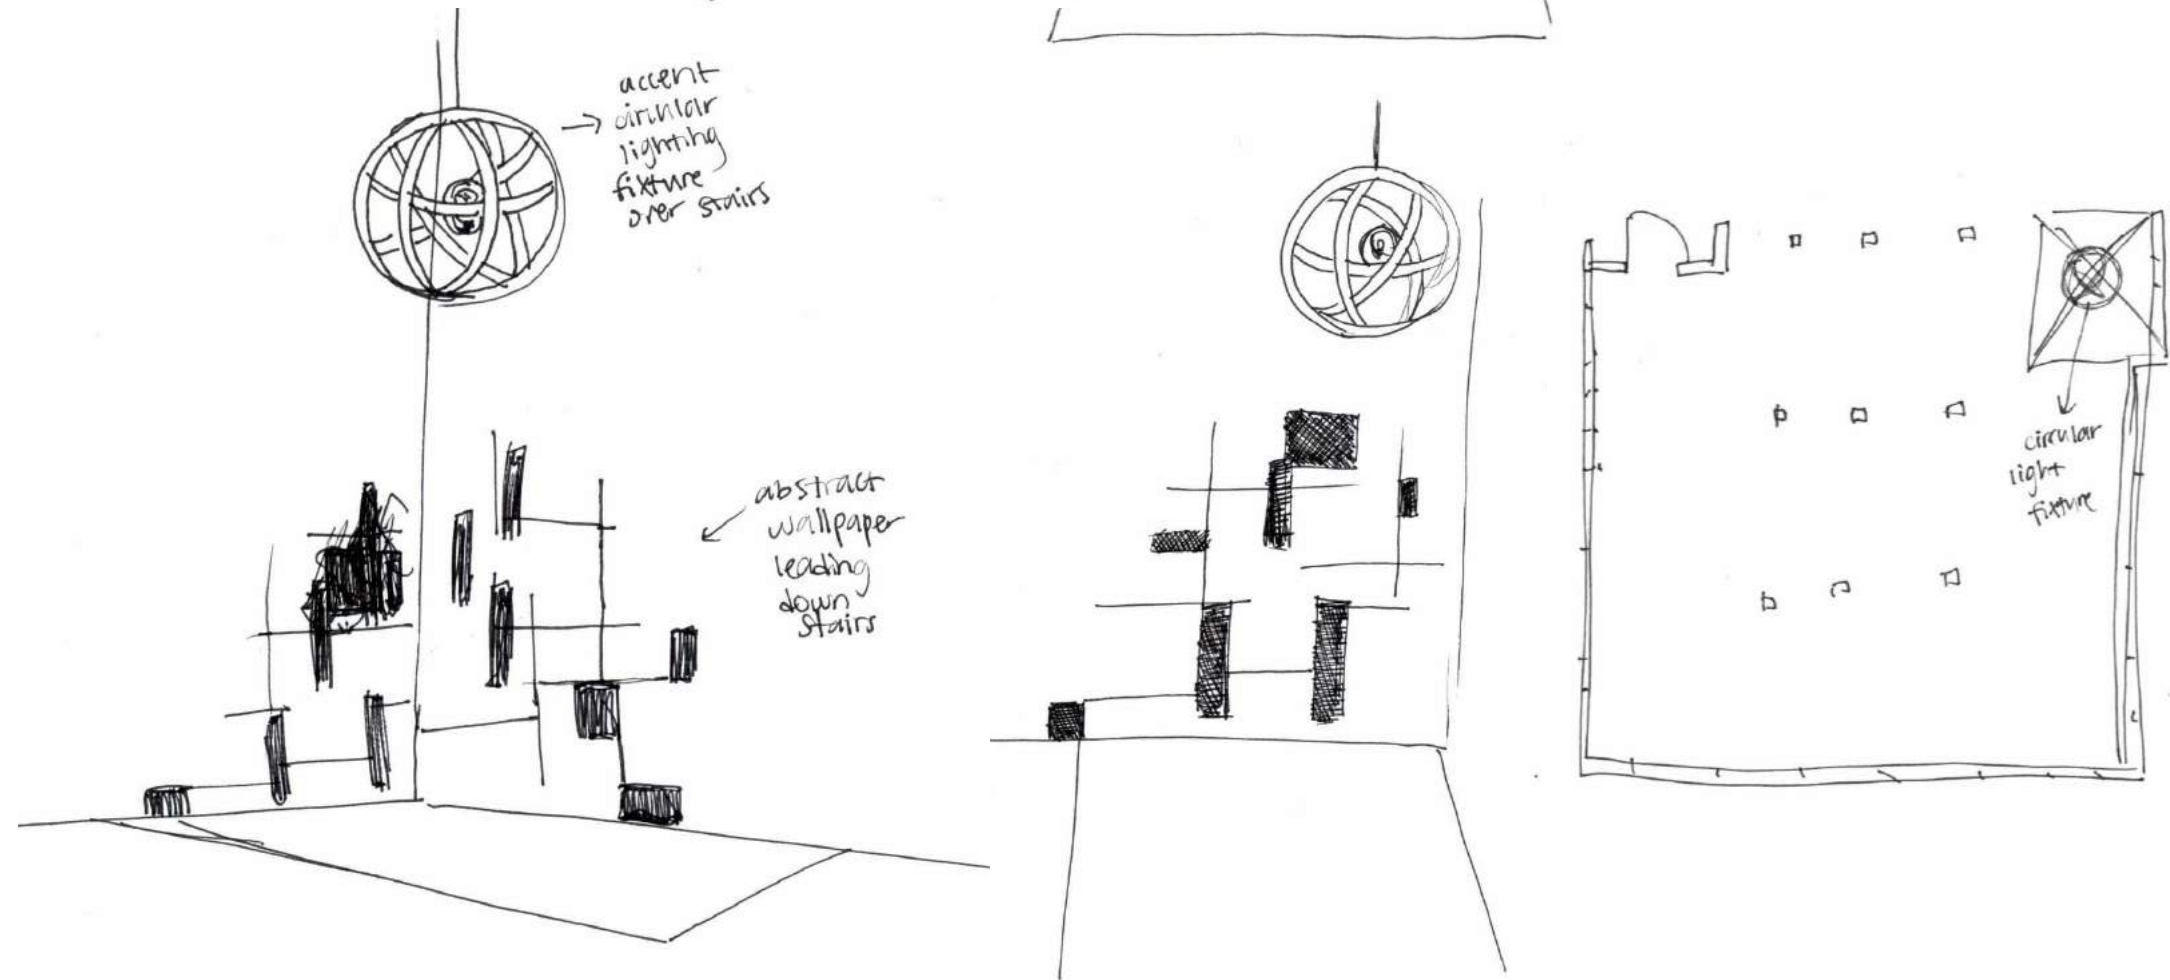 accent
circular
lighting
fixture
over stairs
abstract
wallpaper
leading
down
stairs
circular
light
fixture